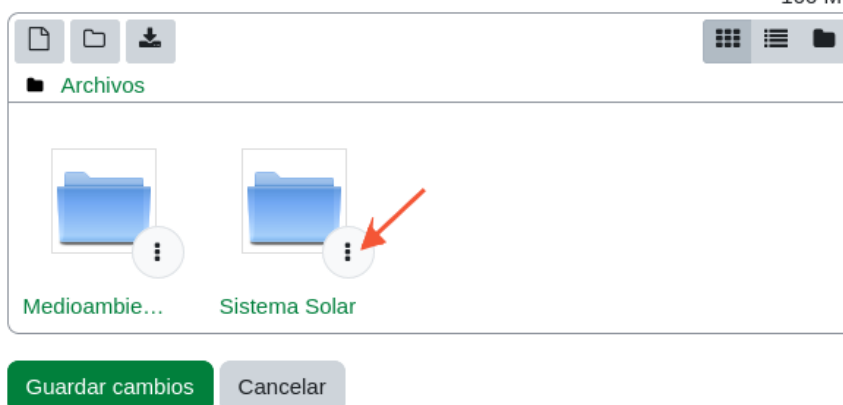 Archivos
Medioambie…
Sistema Solar
Guardar cambios
Cancelar